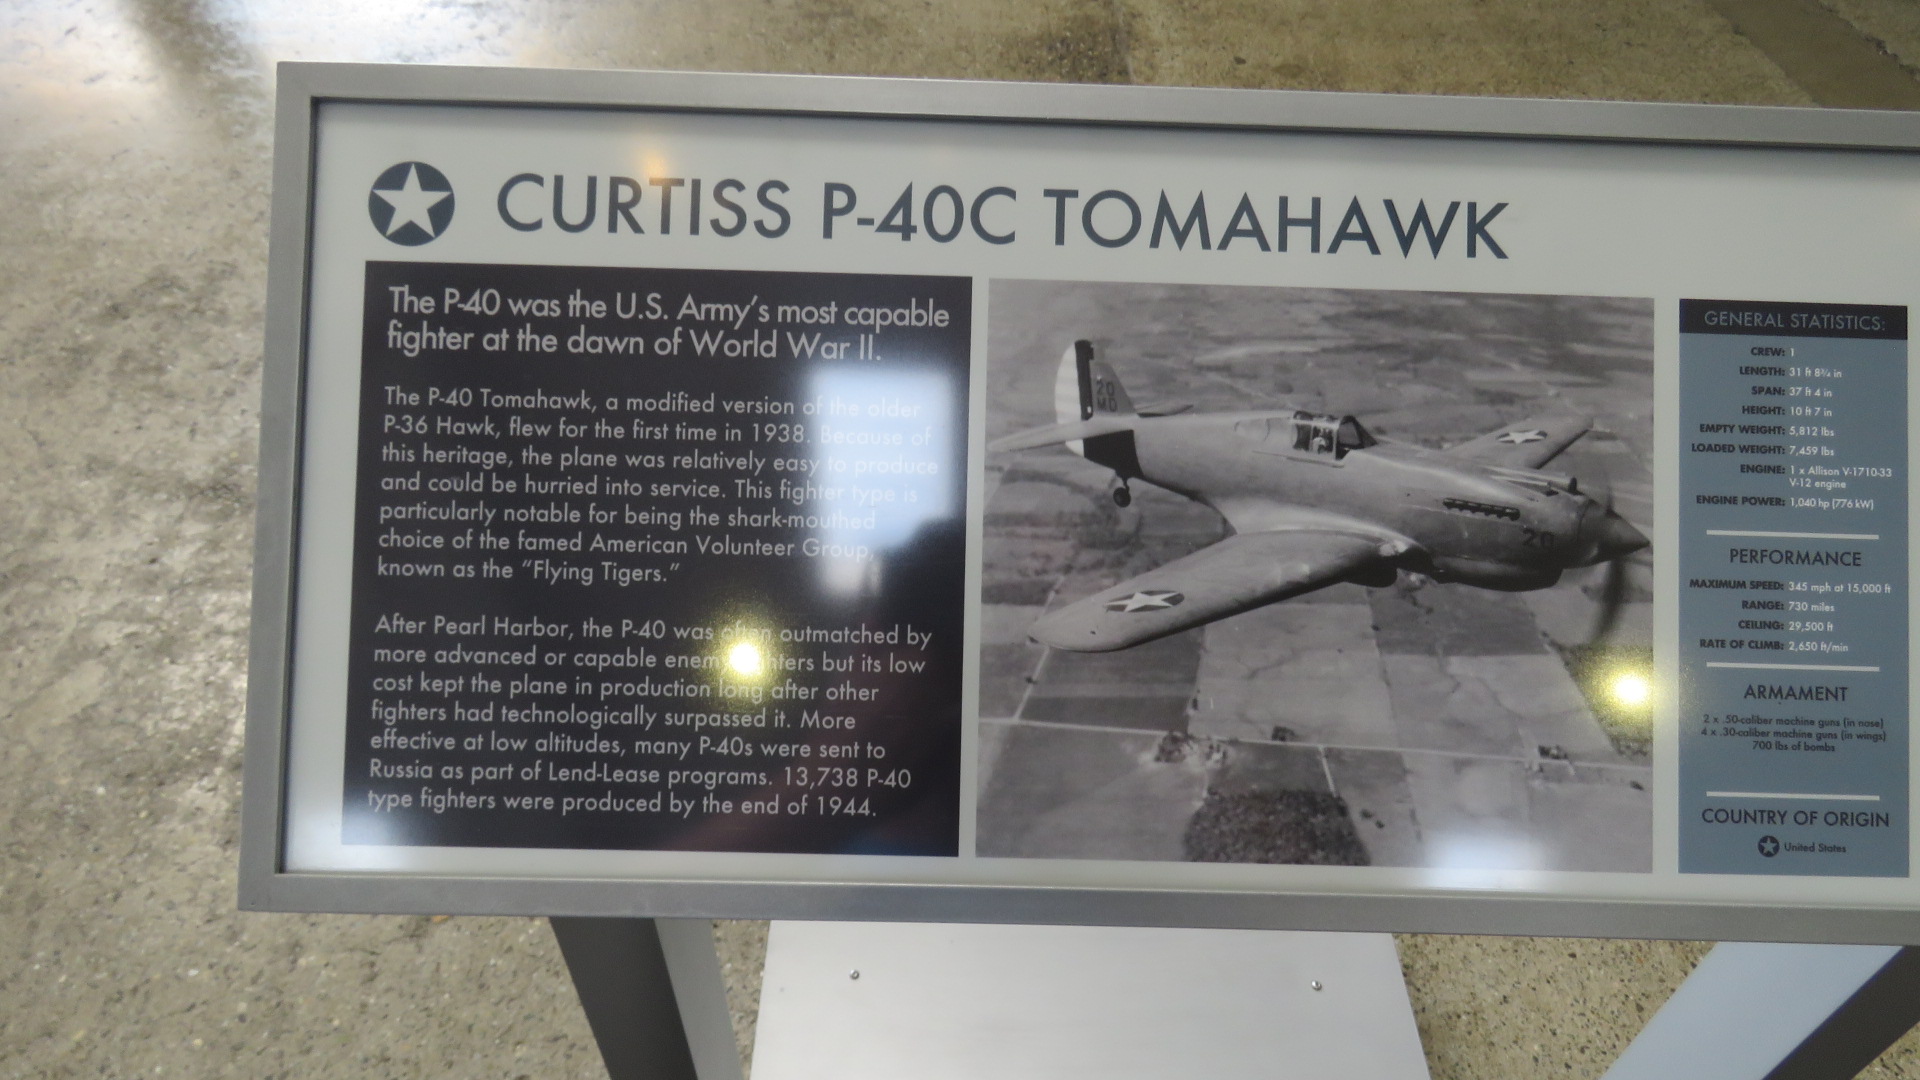 CURTISS P-40C TOMAHAWK
The P-40 was the U.S. Army's most capable
fighter at the dawn of World War II.
The P-40 Tomahawk, a modified version of the older
P-36 Hawk, flew for the first time in 1938. Because of
this heritage, the plane was relatively easy to produce
and could be hurried into service. This fighter type is
particularly notable for being the shark-mouthed
choice of the famed American Volunteer Group,
known as the "Flying Tigers."
After Pearl Harbor, the P-40 was often outmatched by
more advanced or capable enemy fighters but its low
cost kept the plane in production long after other
fighters had technologically surpassed it. More
effective at low altitudes, many P-40s were sent to
Russia as part of Lend-Lease programs. 13,738 P-40
type fighters were produced by the end of 1944.
20
MD
20
GENERAL STATISTICS:
CREW: 1
LENGTH: 31 ft 8¾ in
SPAN: 37 ft 4 in
HEIGHT: 10 ft 7 in
EMPTY WEIGHT: 5,812 lbs
LOADED WEIGHT: 7,459 lbs
ENGINE: 1 x Allison V-1710-33
V-12 engine
ENGINE POWER: 1,040 hp (776 kW)
PERFORMANCE
MAXIMUM SPEED: 345 mph at 15,000 ft
RANGE: 730 miles
CEILING: 29,500 ft
RATE OF CLIMB: 2,650 ft/min
ARMAMENT
2 x .50-caliber machine guns (in nose)
4 x .30-caliber machine guns (in wings)
700 lbs of bombs
COUNTRY OF ORIGIN
United States